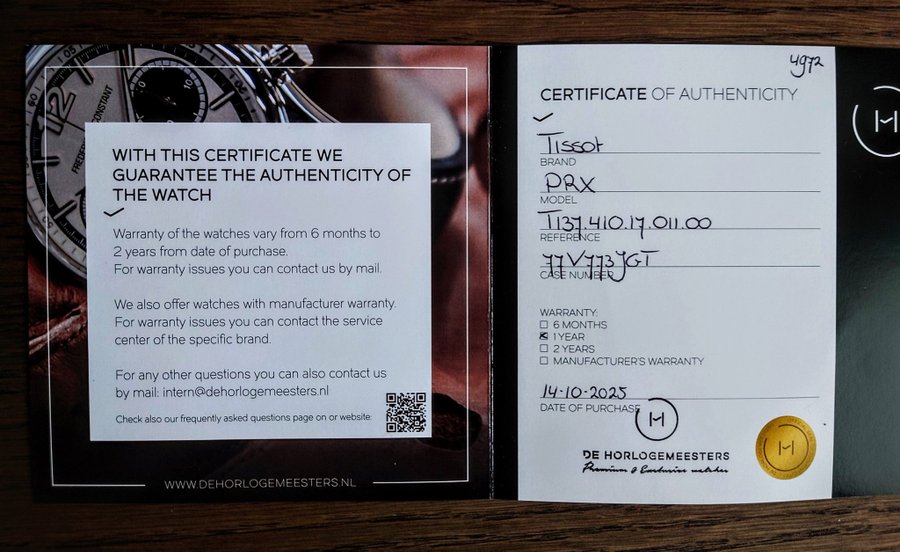 FREDERIQUE CONSTANT
WITH THIS CERTIFICATE WE
GUARANTEE THE AUTHENTICITY OF
THE WATCH
Warranty of the watches vary from 6 months to
2 years from date of purchase.
For warranty issues you can contact us by mail.
We also offer watches with manufacturer warranty.
For warranty issues you can contact the service
center of the specific brand.
For any other questions you can also contact us
by mail: intern@dehorlogemeesters.nl
Check also our frequently asked questions page on or website:
WWW.DEHORLOGEMEESTERS.NL
4972
CERTIFICATE OF AUTHENTICITY
Tissot
BRAND
PRX
MODEL
T137.410.17.011.00
REFERENCE
77V773JGT
CASE NUMBER
WARRANTY:
6 MONTHS
1 YEAR
2 YEARS
MANUFACTURER'S WARRANTY
14-10-2025
DATE OF PURCHASE
H
DE HORLOGEMEESTERS
Premium & Exclusive watches
H
H